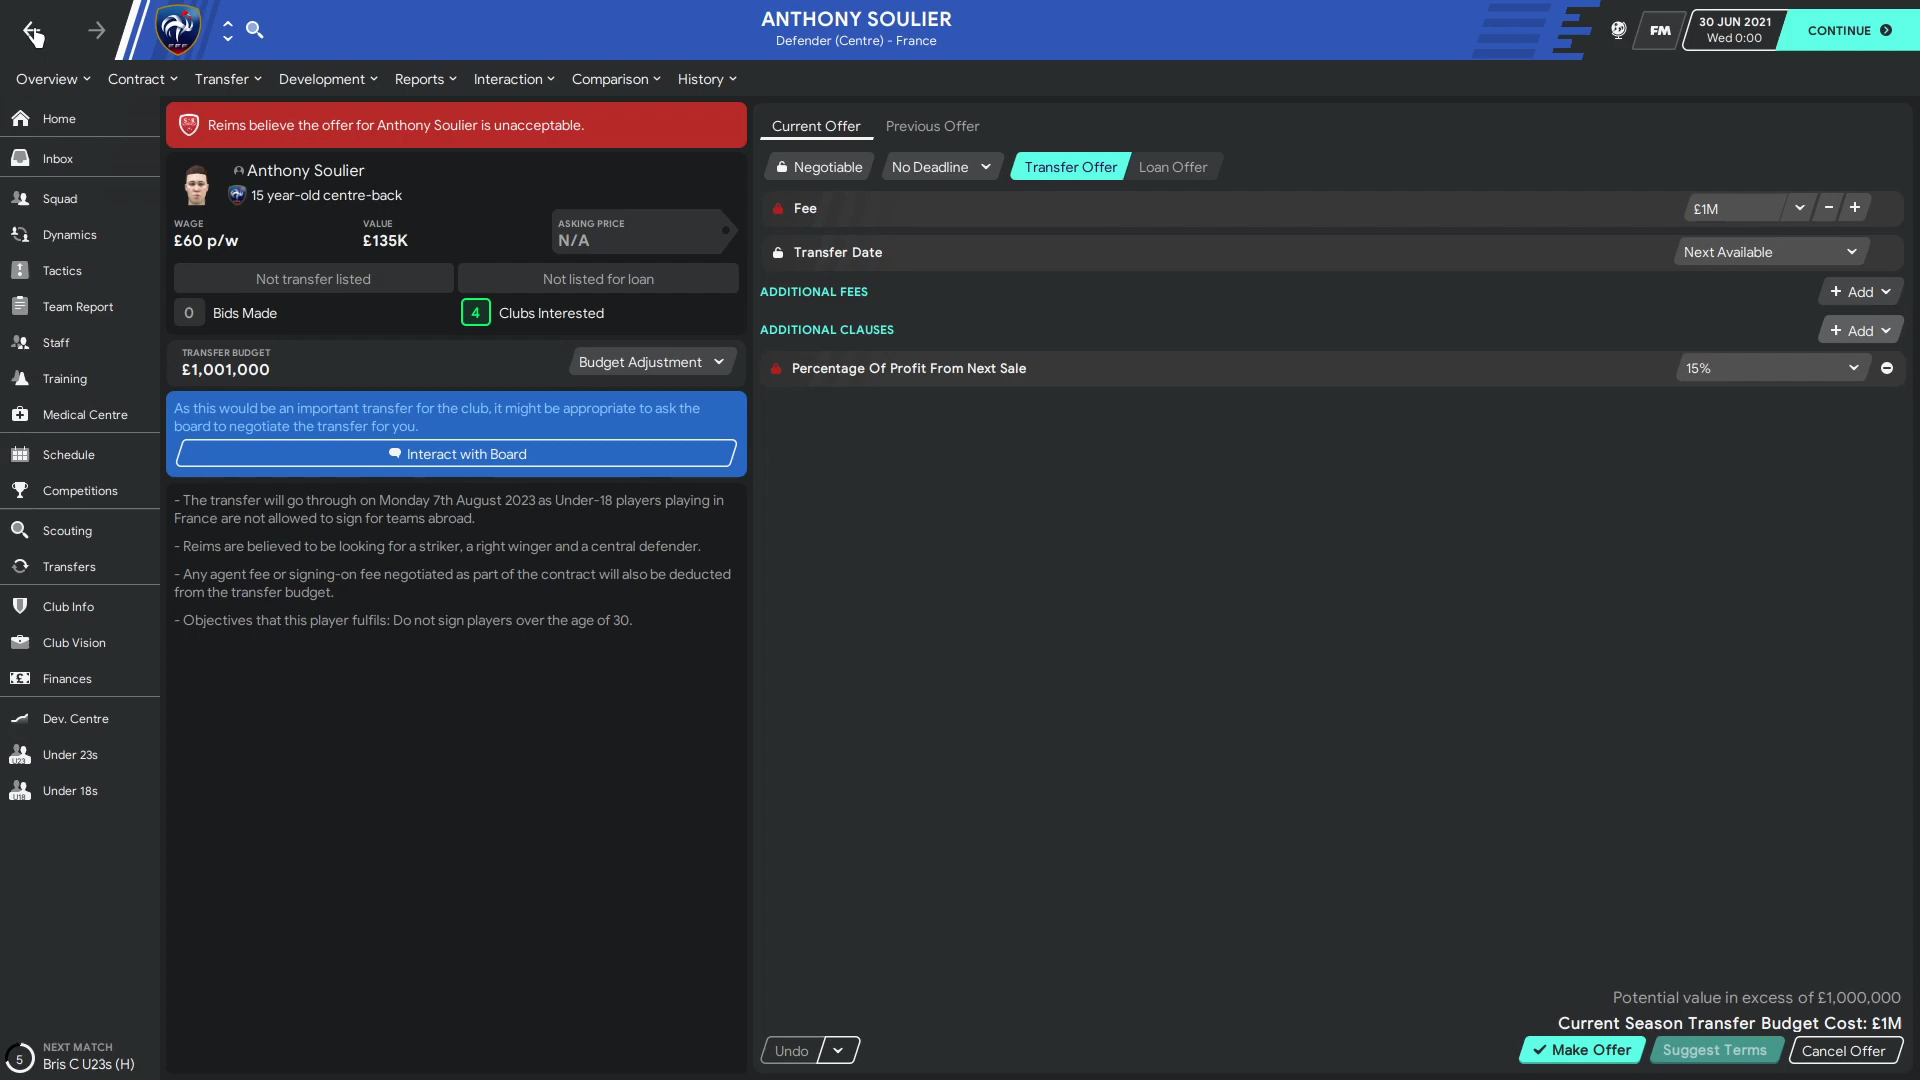 ANTHONY SOULIER
Defender (Centre) - France
FM
30 JUN 2021
Wed 0:00
CONTINUE
Overview
Contract
Transfer
Development
Reports
Interaction
Comparison
History
Home
Inbox
Squad
Dynamics
Tactics
Team Report
Staff
Training
Medical Centre
Schedule
Competitions
Scouting
Transfers
Club Info
Club Vision
Finances
Dev. Centre
U23
Under 23s
U18
Under 18s
5
NEXT MATCH
Bris C U23s (H)
Reims believe the offer for Anthony Soulier is unacceptable.
Anthony Soulier
15 year-old centre-back
WAGE
£60 p/w
VALUE
£135K
ASKING PRICE
N/A
Not transfer listed
Not listed for loan
0 Bids Made
4 Clubs Interested
TRANSFER BUDGET
£1,001,000
Budget Adjustment
As this would be an important transfer for the club, it might be appropriate to ask the
board to negotiate the transfer for you.
Interact with Board
- The transfer will go through on Monday 7th August 2023 as Under-18 players playing in
France are not allowed to sign for teams abroad.
- Reims are believed to be looking for a striker, a right winger and a central defender.
- Any agent fee or signing-on fee negotiated as part of the contract will also be deducted
from the transfer budget.
- Objectives that this player fulfils: Do not sign players over the age of 30.
Current Offer
Previous Offer
Negotiable
No Deadline
Transfer Offer
Loan Offer
Fee
£1M
- +
Transfer Date
Next Available
ADDITIONAL FEES
+ Add
ADDITIONAL CLAUSES
+ Add
Percentage Of Profit From Next Sale
15%
Potential value in excess of £1,000,000
Current Season Transfer Budget Cost: £1M
Undo
Make Offer
Suggest Terms
Cancel Offer